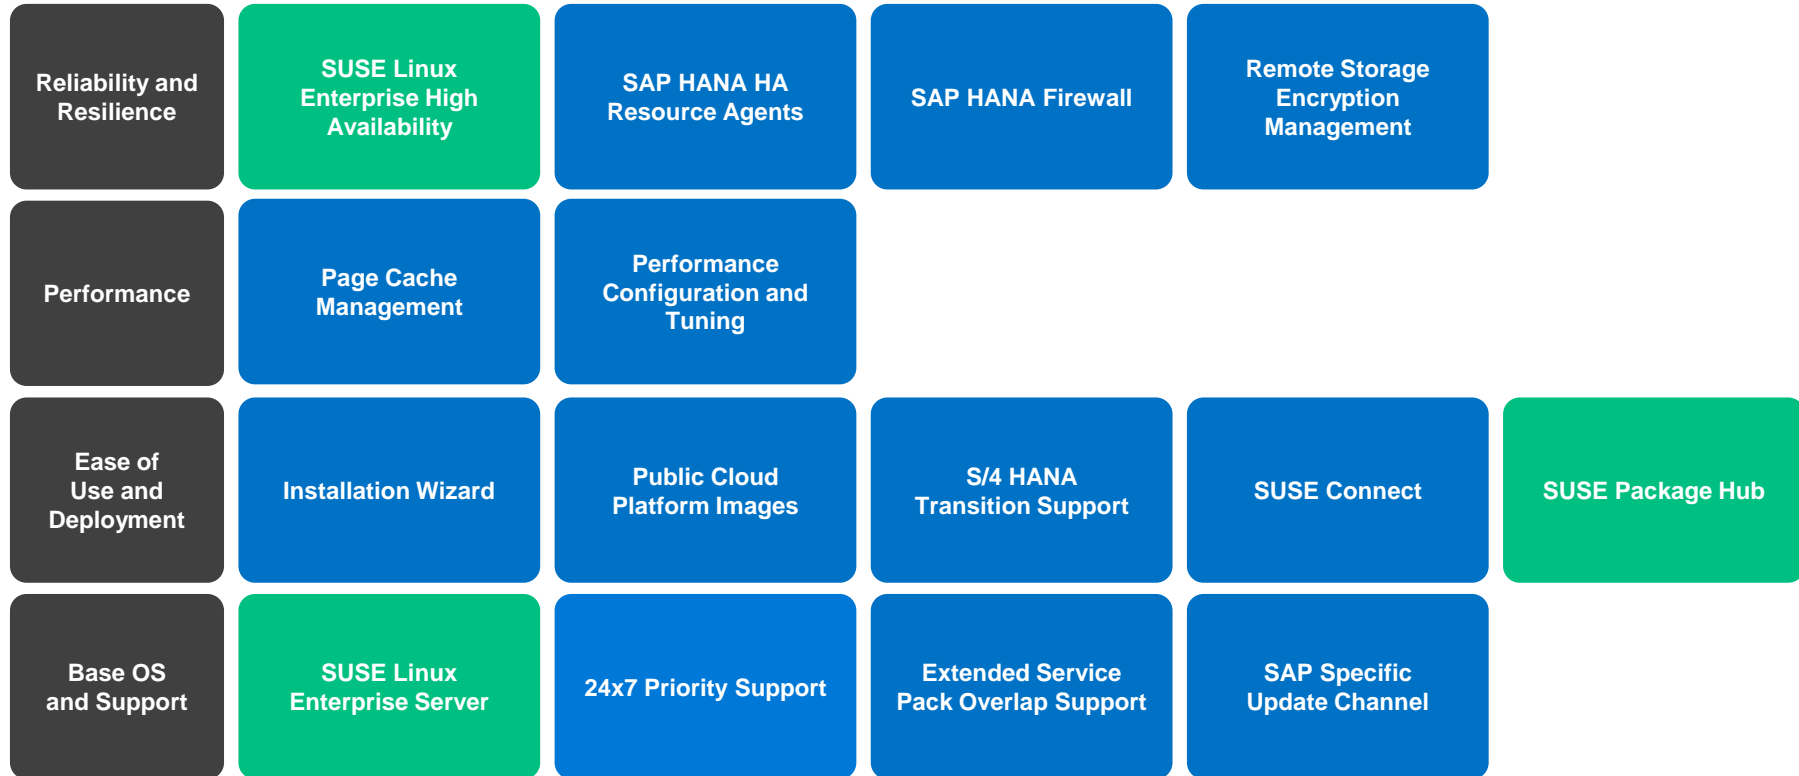 Reliability and
Resilience
SUSE Linux
Enterprise High
Availability
SAP HANA HA
Resource Agents
SAP HANA Firewall
Remote Storage
Encryption
Management
Performance
Page Cache
Management
Performance
Configuration and
Tuning
Ease of
Use and
Deployment
Installation Wizard
Public Cloud
Platform Images
S/4 HANA
Transition Support
SUSE Connect
SUSE Package Hub
Base OS
and Support
SUSE Linux
Enterprise Server
24x7 Priority Support
Extended Service
Pack Overlap Support
SAP Specific
Update Channel